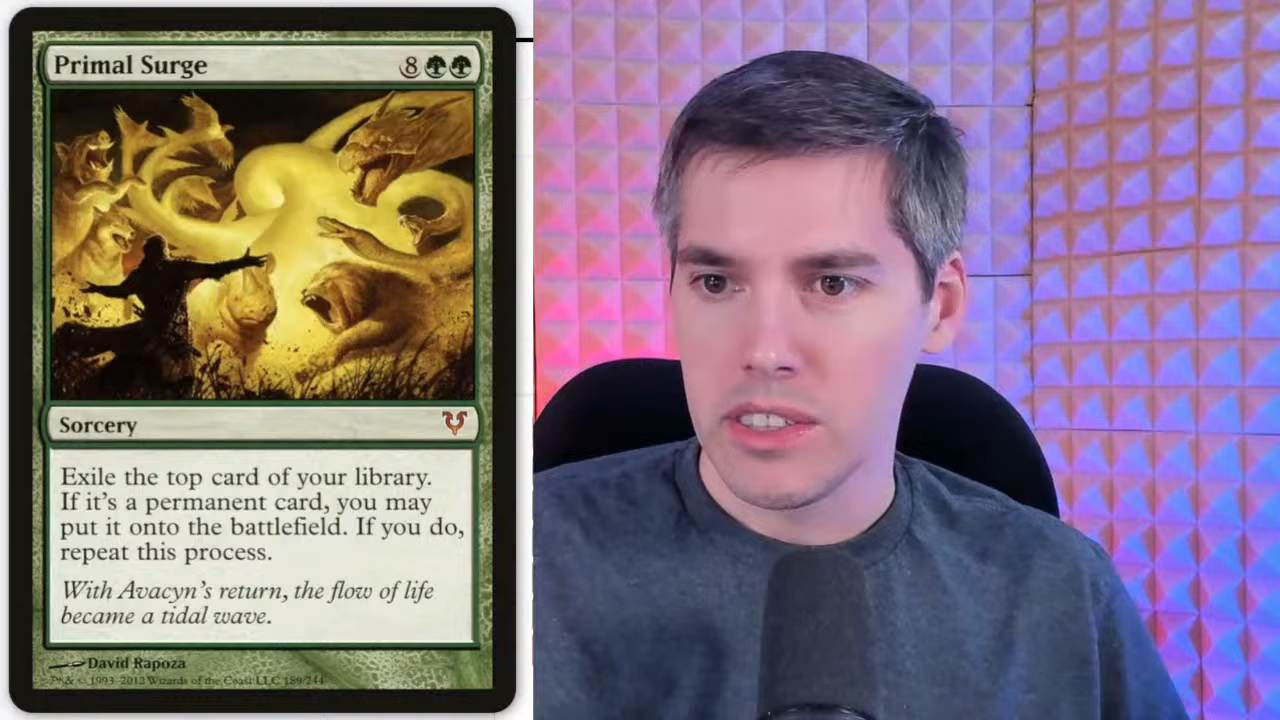 Primal Surge 8
Sorcery
Exile the top card of your library.
If it's a permanent card, you may
put it onto the battlefield. If you do,
repeat this process.
With Avacyn's return, the flow of life
became a tidal wave.
David Rapoza
™ & © 1993–2012 Wizards of the Coast LLC 189/244